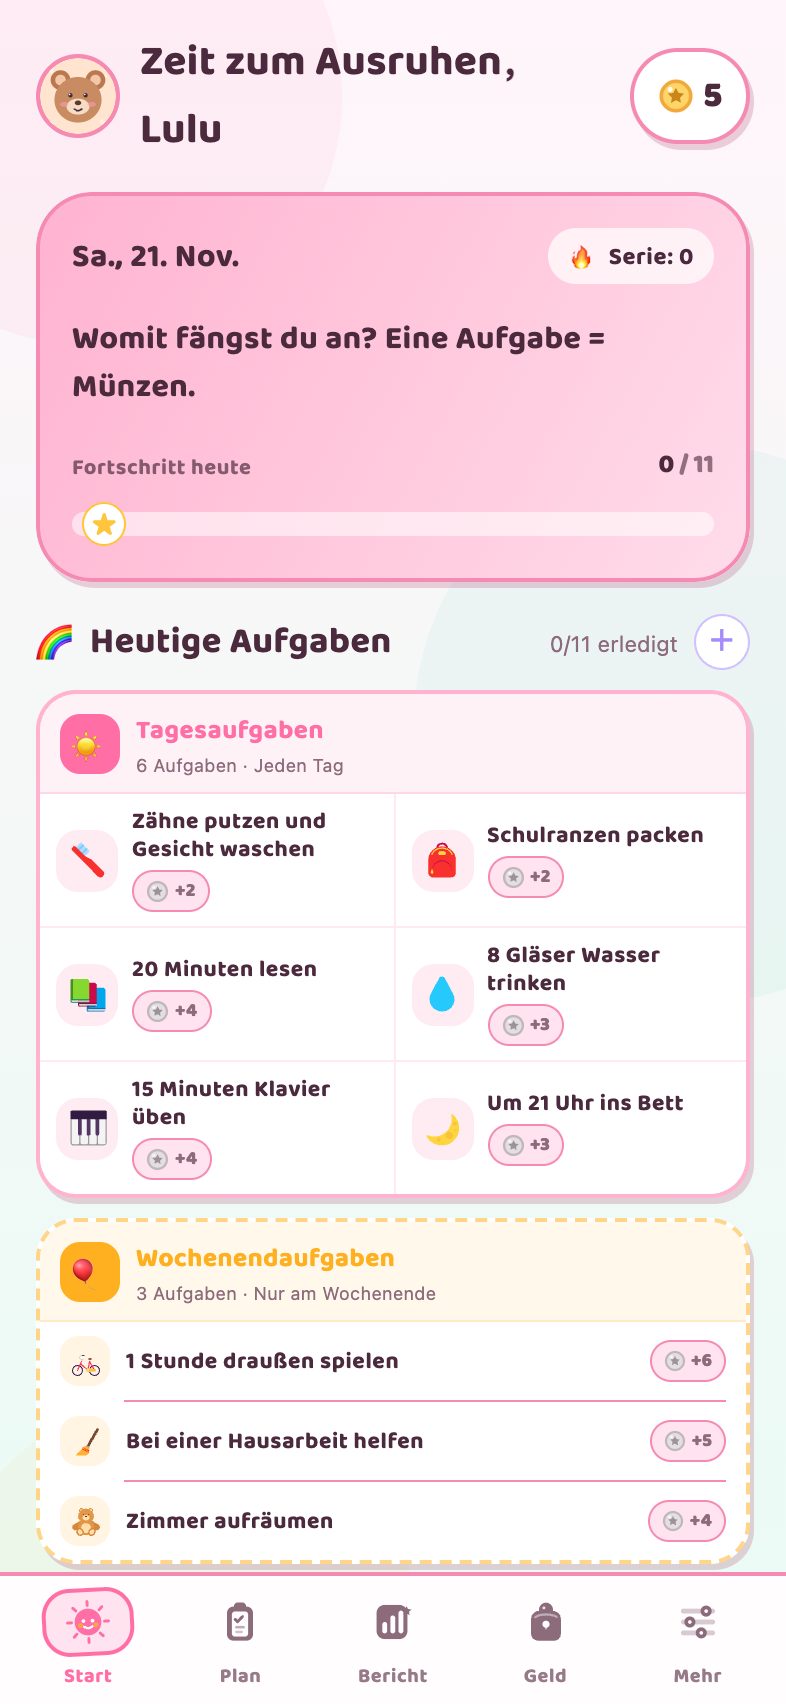 Zeit zum Ausruhen,
Lulu
5
Sa., 21. Nov.
Serie: 0
Womit fängst du an? Eine Aufgabe =
Münzen.
Fortschritt heute
0 / 11
Heutige Aufgaben
0/11 erledigt
+
Tagesaufgaben
6 Aufgaben · Jeden Tag
Zähne putzen und
Gesicht waschen
+2
Schulranzen packen
+2
20 Minuten lesen
+4
8 Gläser Wasser
trinken
+3
15 Minuten Klavier
üben
+4
Um 21 Uhr ins Bett
+3
Wochenendaufgaben
3 Aufgaben · Nur am Wochenende
1 Stunde draußen spielen
+6
Bei einer Hausarbeit helfen
+5
Zimmer aufräumen
+4
Start
Plan
Bericht
Geld
Mehr